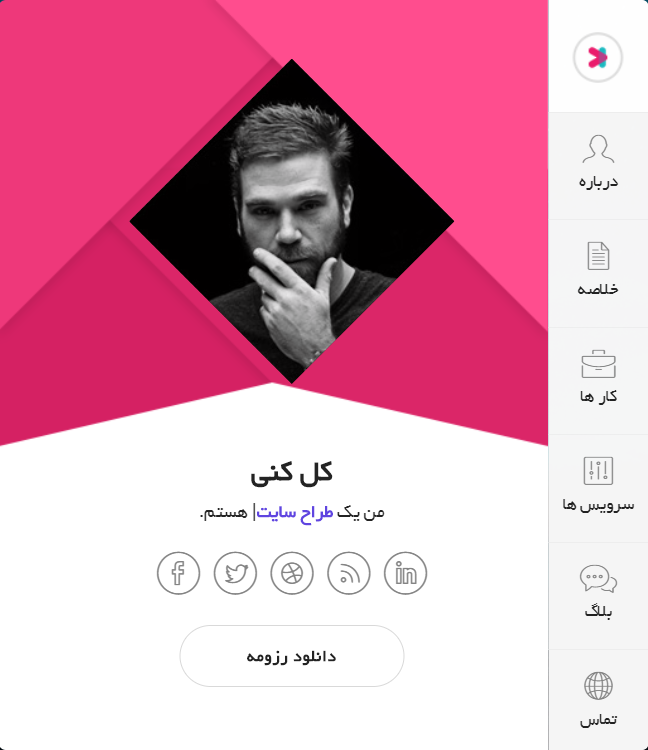 درباره
خلاصه
کار ها
سرویس ها
بلاگ
تماس
کل کنی
من یک طراح سایت| هستم.
دانلود رزومه